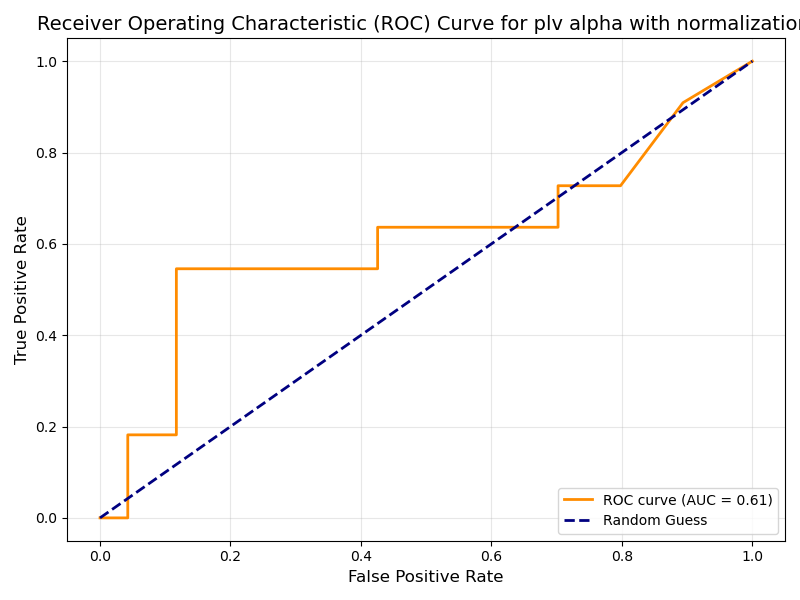 Receiver Operating Characteristic (ROC) Curve for plv alpha with normalization
1.0
0.8
0.6
0.4
0.2
0.0
True Positive Rate
0.0 0.2 0.4 0.6 0.8 1.0
False Positive Rate
ROC curve (AUC = 0.61)
Random Guess